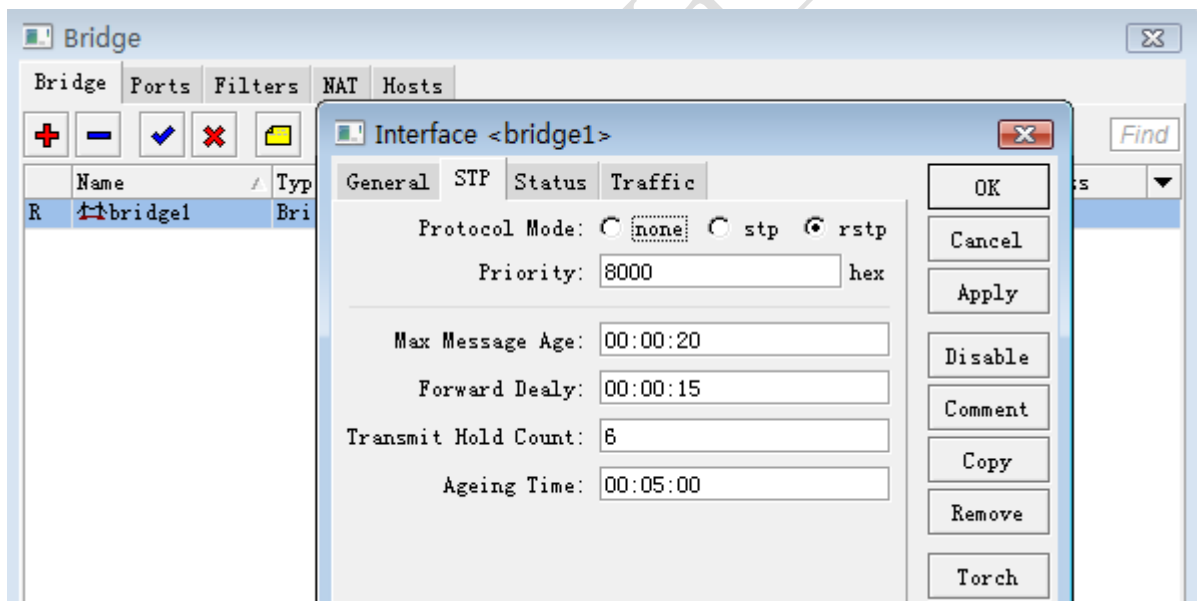 Bridge
Bridge Ports Filters NAT Hosts
Interface <bridge1>
Find
Name Typ
R bridge1 Bri
General STP Status Traffic
Protocol Mode: none stp rstp
Priority: 8000 hex
Max Message Age: 00:00:20
Forward Dealy: 00:00:15
Transmit Hold Count: 6
Ageing Time: 00:05:00
OK
Cancel
Apply
Disable
Comment
Copy
Remove
Torch